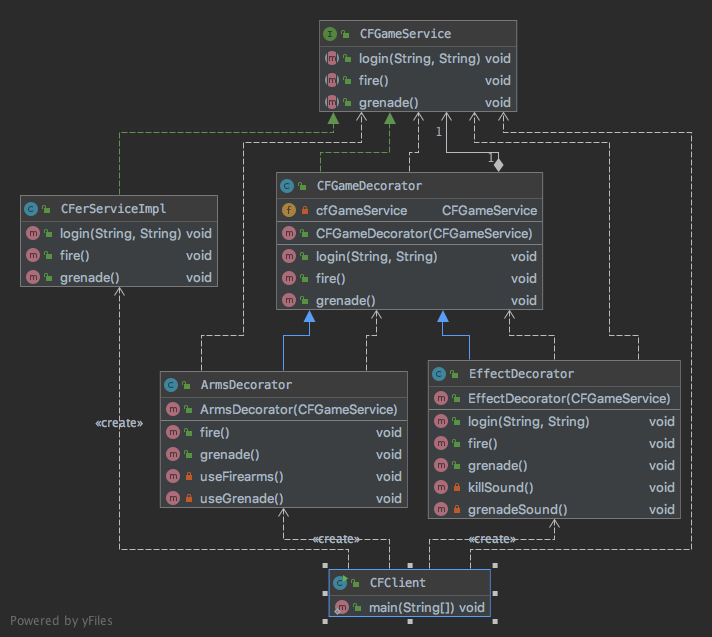 CFGameService
login(String, String) void
fire() void
grenade() void
1
1
CFGameDecorator
cfGameService CFGameService
CFGameDecorator(CFGameService)
login(String, String) void
fire() void
grenade() void
CFerServiceImpl
login(String, String) void
fire() void
grenade() void
ArmsDecorator
ArmsDecorator(CFGameService)
fire() void
grenade() void
useFirearms() void
useGrenade() void
EffectDecorator
EffectDecorator(CFGameService)
login(String, String) void
fire() void
grenade() void
killSound() void
grenadeSound() void
«create»
«create»
«create»
CFClient
main(String[]) void
Powered by yFiles